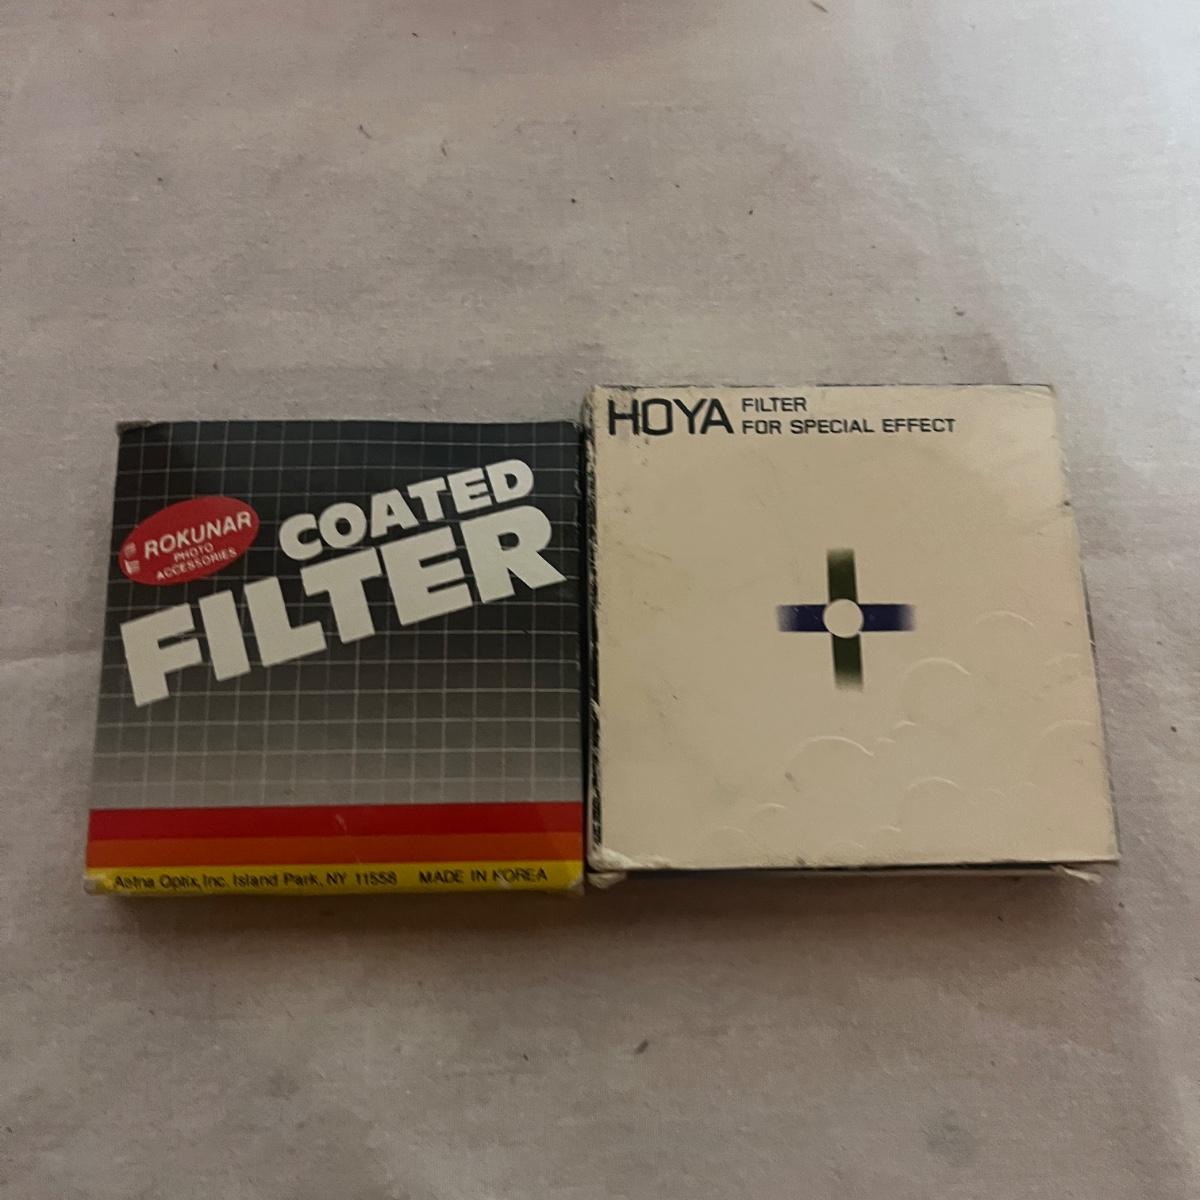 ROKUNAR
PHOTO
ACCESSORIES
COATED
FILTER
Aetna Optix, Inc. Island Park, NY 11558 MADE IN KOREA
HOYA FILTER
FOR SPECIAL EFFECT